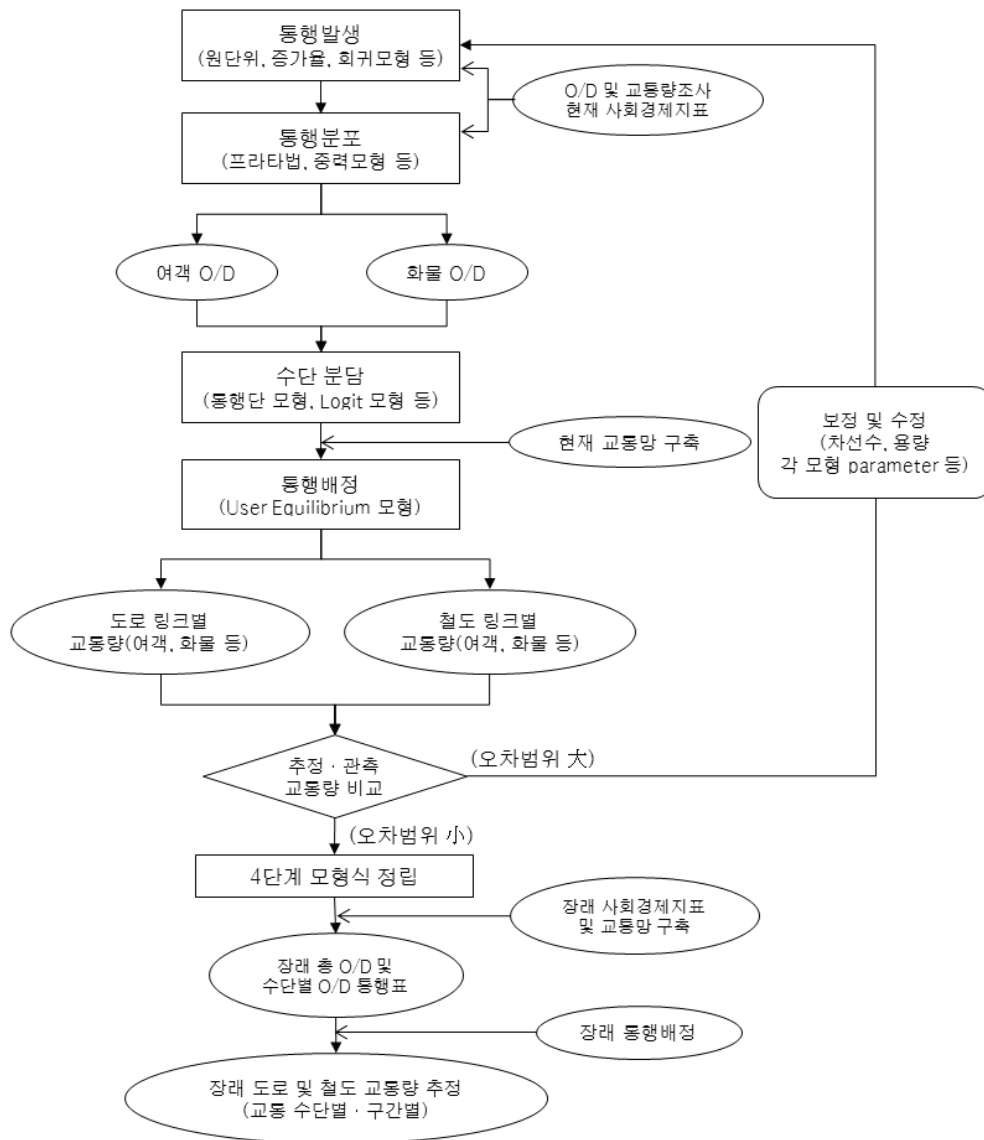 통행발생
(원단위, 증가율, 회귀모형 등)
O/D 및 교통량조사
현재 사회경제지표
통행분포
(프라타법, 중력모형 등)
여객 O/D
화물 O/D
수단 분담
(통행단 모형, Logit 모형 등)
보정 및 수정
(차선수, 용량
각 모형 parameter 등)
현재 교통망 구축
통행배정
(User Equilibrium 모형)
도로 링크별
교통량(여객, 화물 등)
철도 링크별
교통량(여객, 화물 등)
추정 · 관측
교통량 비교
(오차범위 大)
(오차범위 小)
4단계 모형식 정립
장래 사회경제지표
및 교통망 구축
장래 총 O/D 및
수단별 O/D 통행표
장래 통행배정
장래 도로 및 철도 교통량 추정
(교통 수단별 · 구간별)